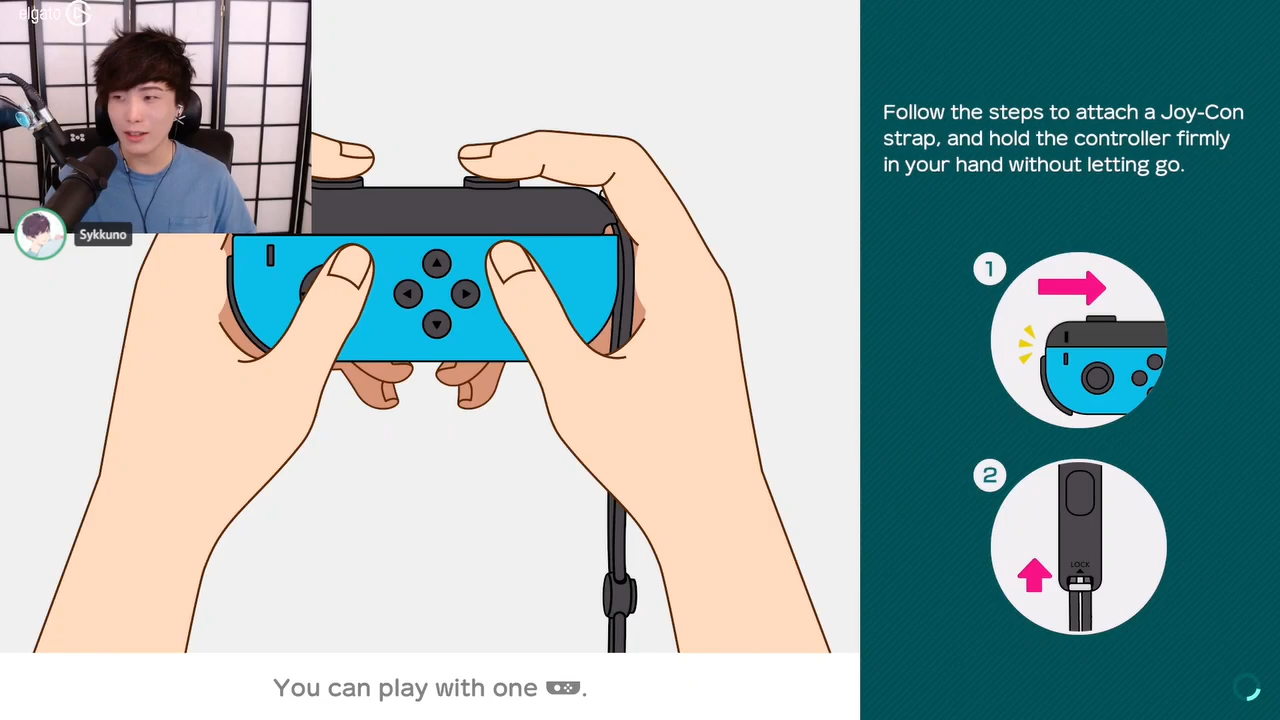 elgato
Sykkuno
Follow the steps to attach a Joy-Con
strap, and hold the controller firmly
in your hand without letting go.
1
2
LOCK
You can play with one .